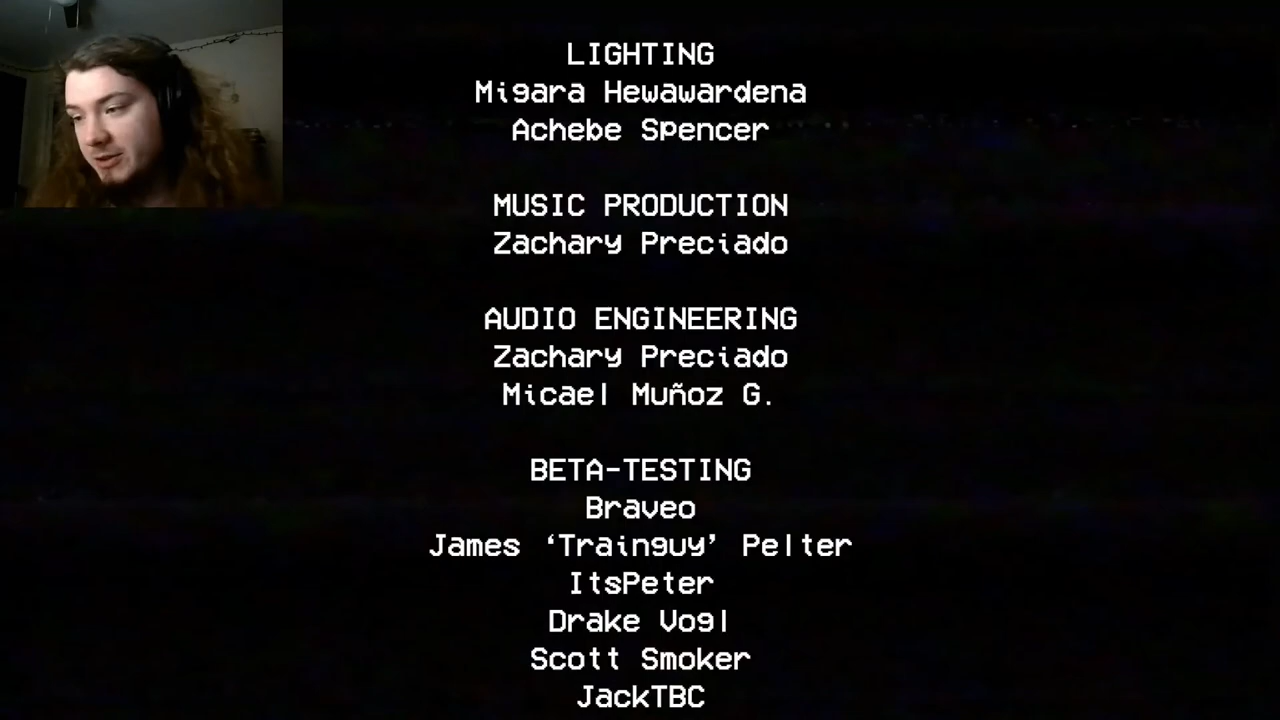 LIGHTING
Migara Hewawardena
Achebe Spencer
MUSIC PRODUCTION
Zachary Preciado
AUDIO ENGINEERING
Zachary Preciado
Micael Muñoz G.
BETA-TESTING
Braveo
James ‘Trainguy’ Pelter
ItsPeter
Drake Vogl
Scott Smoker
JackTBC